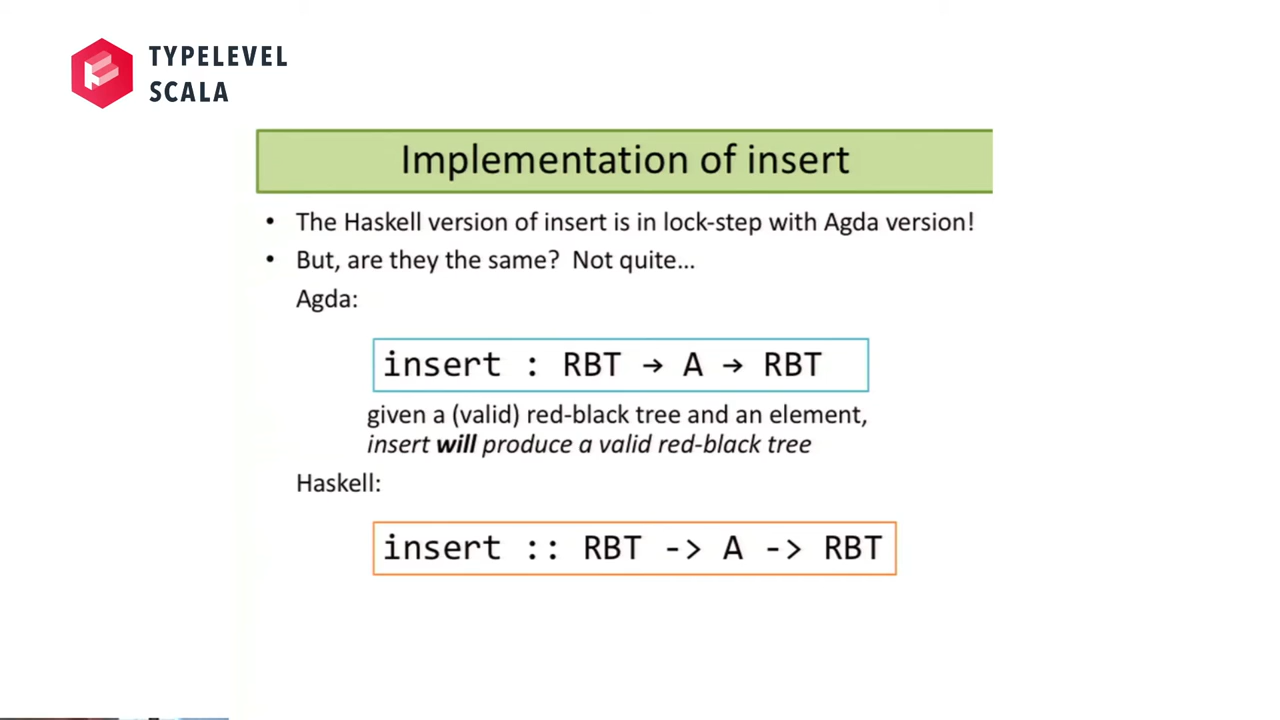 TYPELEVEL
SCALA
Implementation of insert
• The Haskell version of insert is in lock-step with Agda version!
• But, are they the same? Not quite…
Agda:
insert : RBT → A → RBT
given a (valid) red-black tree and an element,
insert will produce a valid red-black tree
Haskell:
insert :: RBT -> A -> RBT